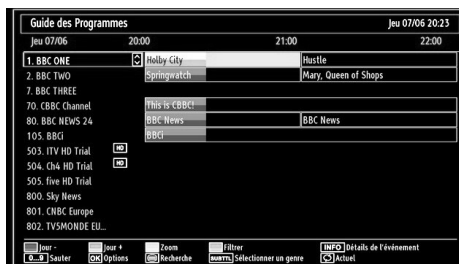 Guide des Programmes Jeu 07/06 20:23
Jeu 07/06 20:00 21:00 22:00
1. BBC ONE Holby City Hustle
2. BBC TWO Springwatch Mary, Queen of Shops
7. BBC THREE
70. CBBC Channel This is CBBC!
80. BBC NEWS 24 BBC News BBC News
105. BBCi BBCi
503. ITV HD Trial HD
504. Ch4 HD Trial HD
505. five HD Trial
800. Sky News
801. CNBC Europe
802. TV5MONDE EU...
Jour - Jour + Zoom Filtrer INFO Détails de l'événement
0...9 Sauter OK Options Recherche SUBTTL Sélectionner un genre Actuel